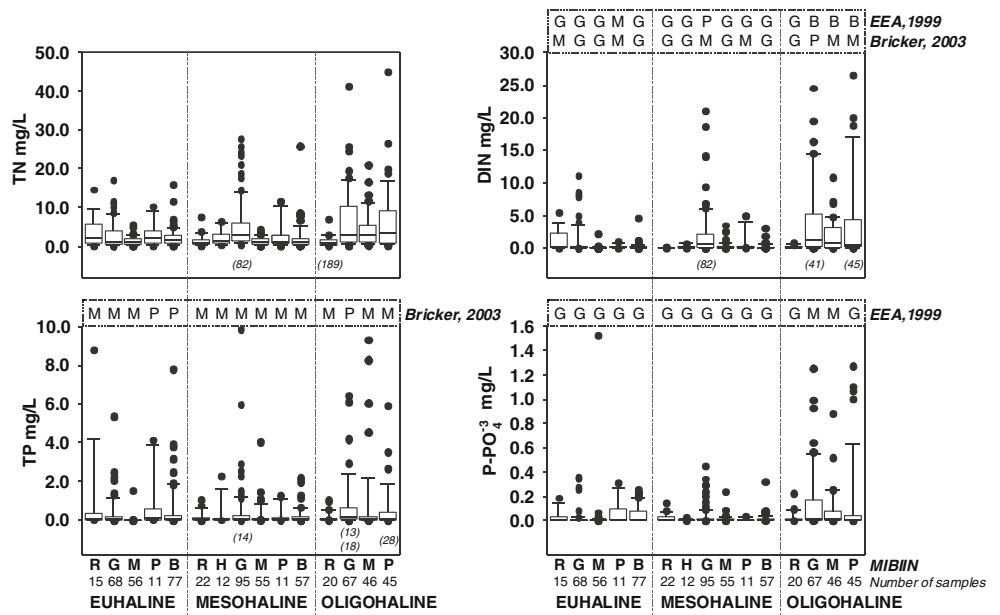 G G G M G G G P G G G G B B B EEA,1999
M G G M G G G M G M G G P M M Bricker, 2003
50.0
40.0
30.0
20.0
10.0
0.0
TN mg/L
(82)
(189)
30.0
25.0
20.0
15.0
10.0
5.0
0.0
DIN mg/L
(82)
(41)
(45)
M M M P P M M M M M M M P M M Bricker, 2003
10.0
8.0
6.0
4.0
2.0
0.0
TP mg/L
(14)
(13)
(18)
(28)
G G G G G G G G G G G G M M G EEA,1999
1.6
1.4
1.2
1.0
0.8
0.6
0.4
0.2
0.0
P-PO₄⁻³ mg/L
R G M P B R H G M P B R G M P
15 68 56 11 77 22 12 95 55 11 57 20 67 46 45
EUHALINE MESOHALINE OLIGOHALINE
R G M P B R H G M P B R G M P MIBIIN
15 68 56 11 77 22 12 95 55 11 57 20 67 46 45 Number of samples
EUHALINE MESOHALINE OLIGOHALINE